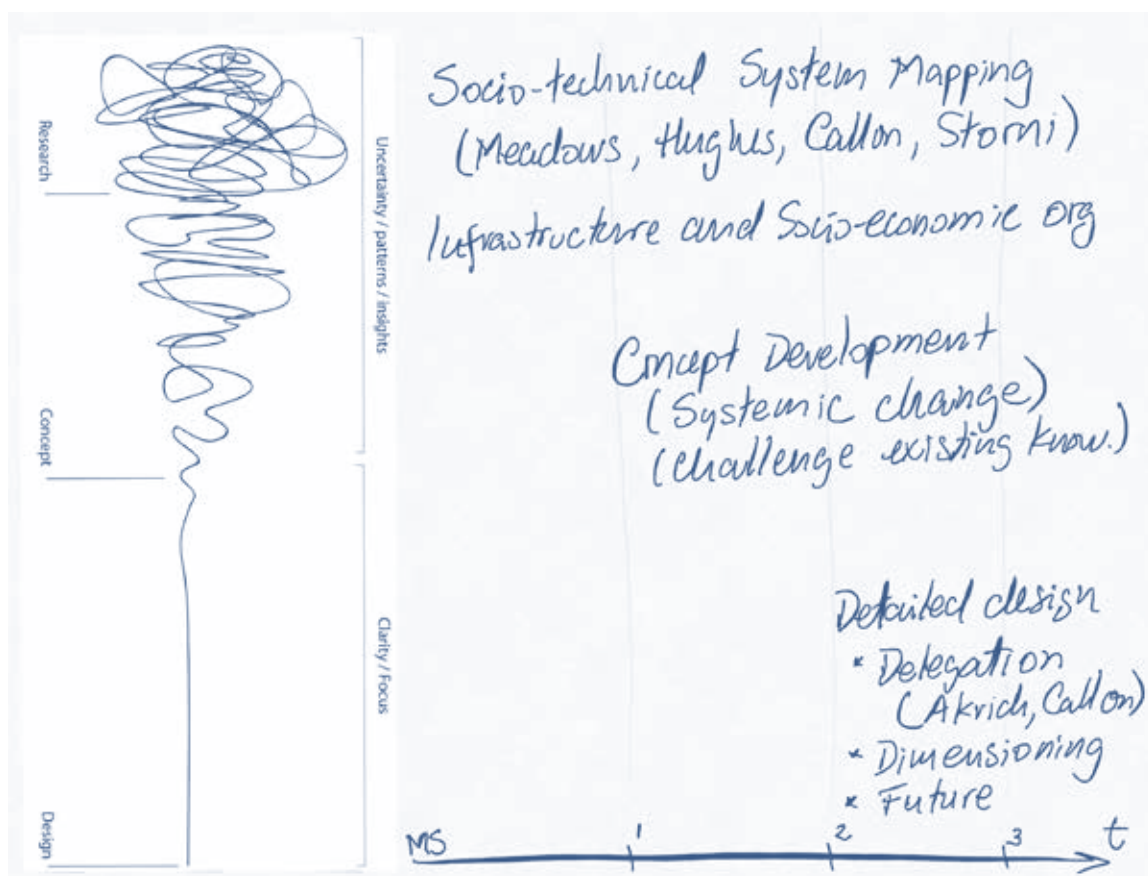 Research
Concept
Design
Uncertainty / patterns / insights
Clarity / Focus
Socio-technical System Mapping
(Meadows, Hughes, Callon, Storni)
Infrastructure and Socio-economic org
Concept Development
(Systemic change)
(challenge existing know.)
Detailed design
* Delegation
(Akrich, Callon)
* Dimensioning
* Future
MS 1 2 3 t